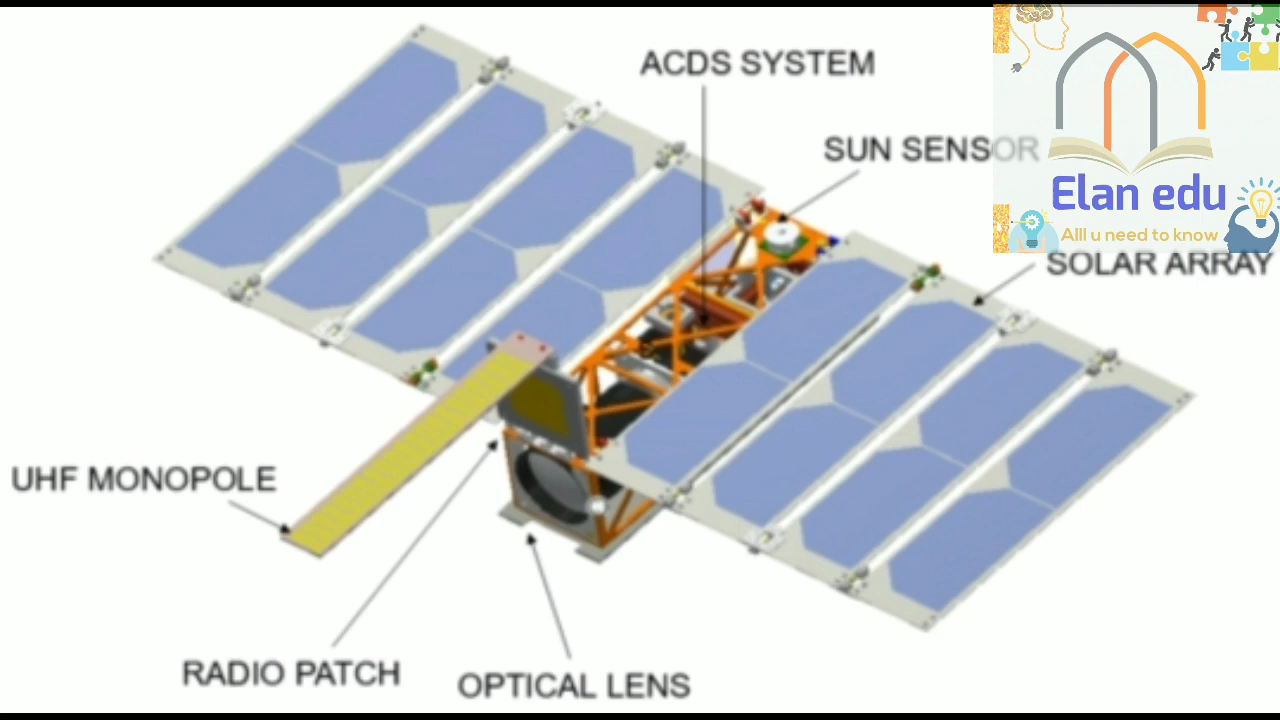 ACDS SYSTEM
SUN SENSOR
Elan edu
Alll u need to know
SOLAR ARRAY
UHF MONOPOLE
RADIO PATCH
OPTICAL LENS